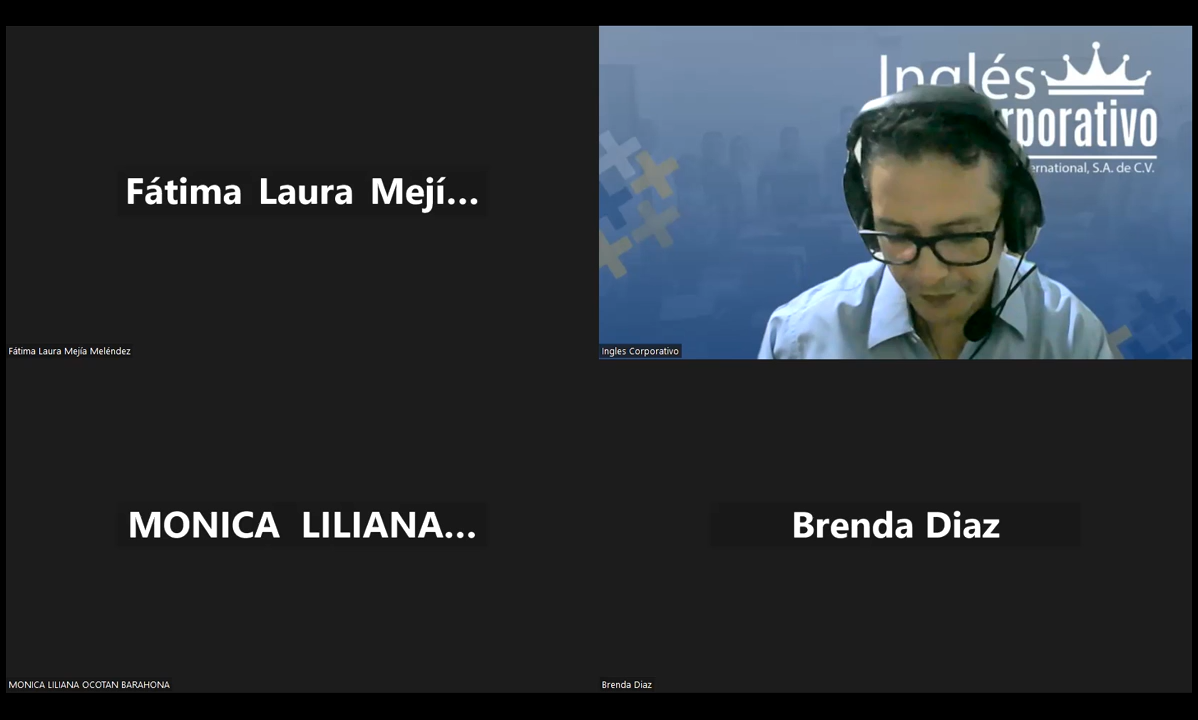 Fátima Laura Mejí...
Fátima Laura Mejía Meléndez
Inglés
rporativo
ernational, S.A. de C.V.
Ingles Corporativo
MONICA LILIANA...
MONICA LILIANA OCOTAN BARAHONA
Brenda Diaz
Brenda Diaz